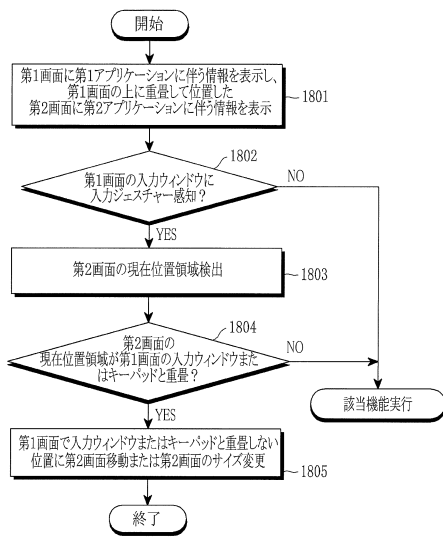 開始
第1画面に第1アプリケーションに伴う情報を表示し、
第1画面の上に重畳して位置した
第2画面に第2アプリケーションに伴う情報を表示
1801
1802
第1画面の入力ウィンドウに
入力ジェスチャー感知?
NO
YES
第2画面の現在位置領域検出
1803
1804
第2画面の
現在位置領域が第1画面の入力ウィンドウまた
はキーパッドと重畳?
NO
YES
該当機能実行
第1画面で入力ウィンドウまたはキーパッドと重畳しない
位置に第2画面移動または第2画面のサイズ変更
1805
終了